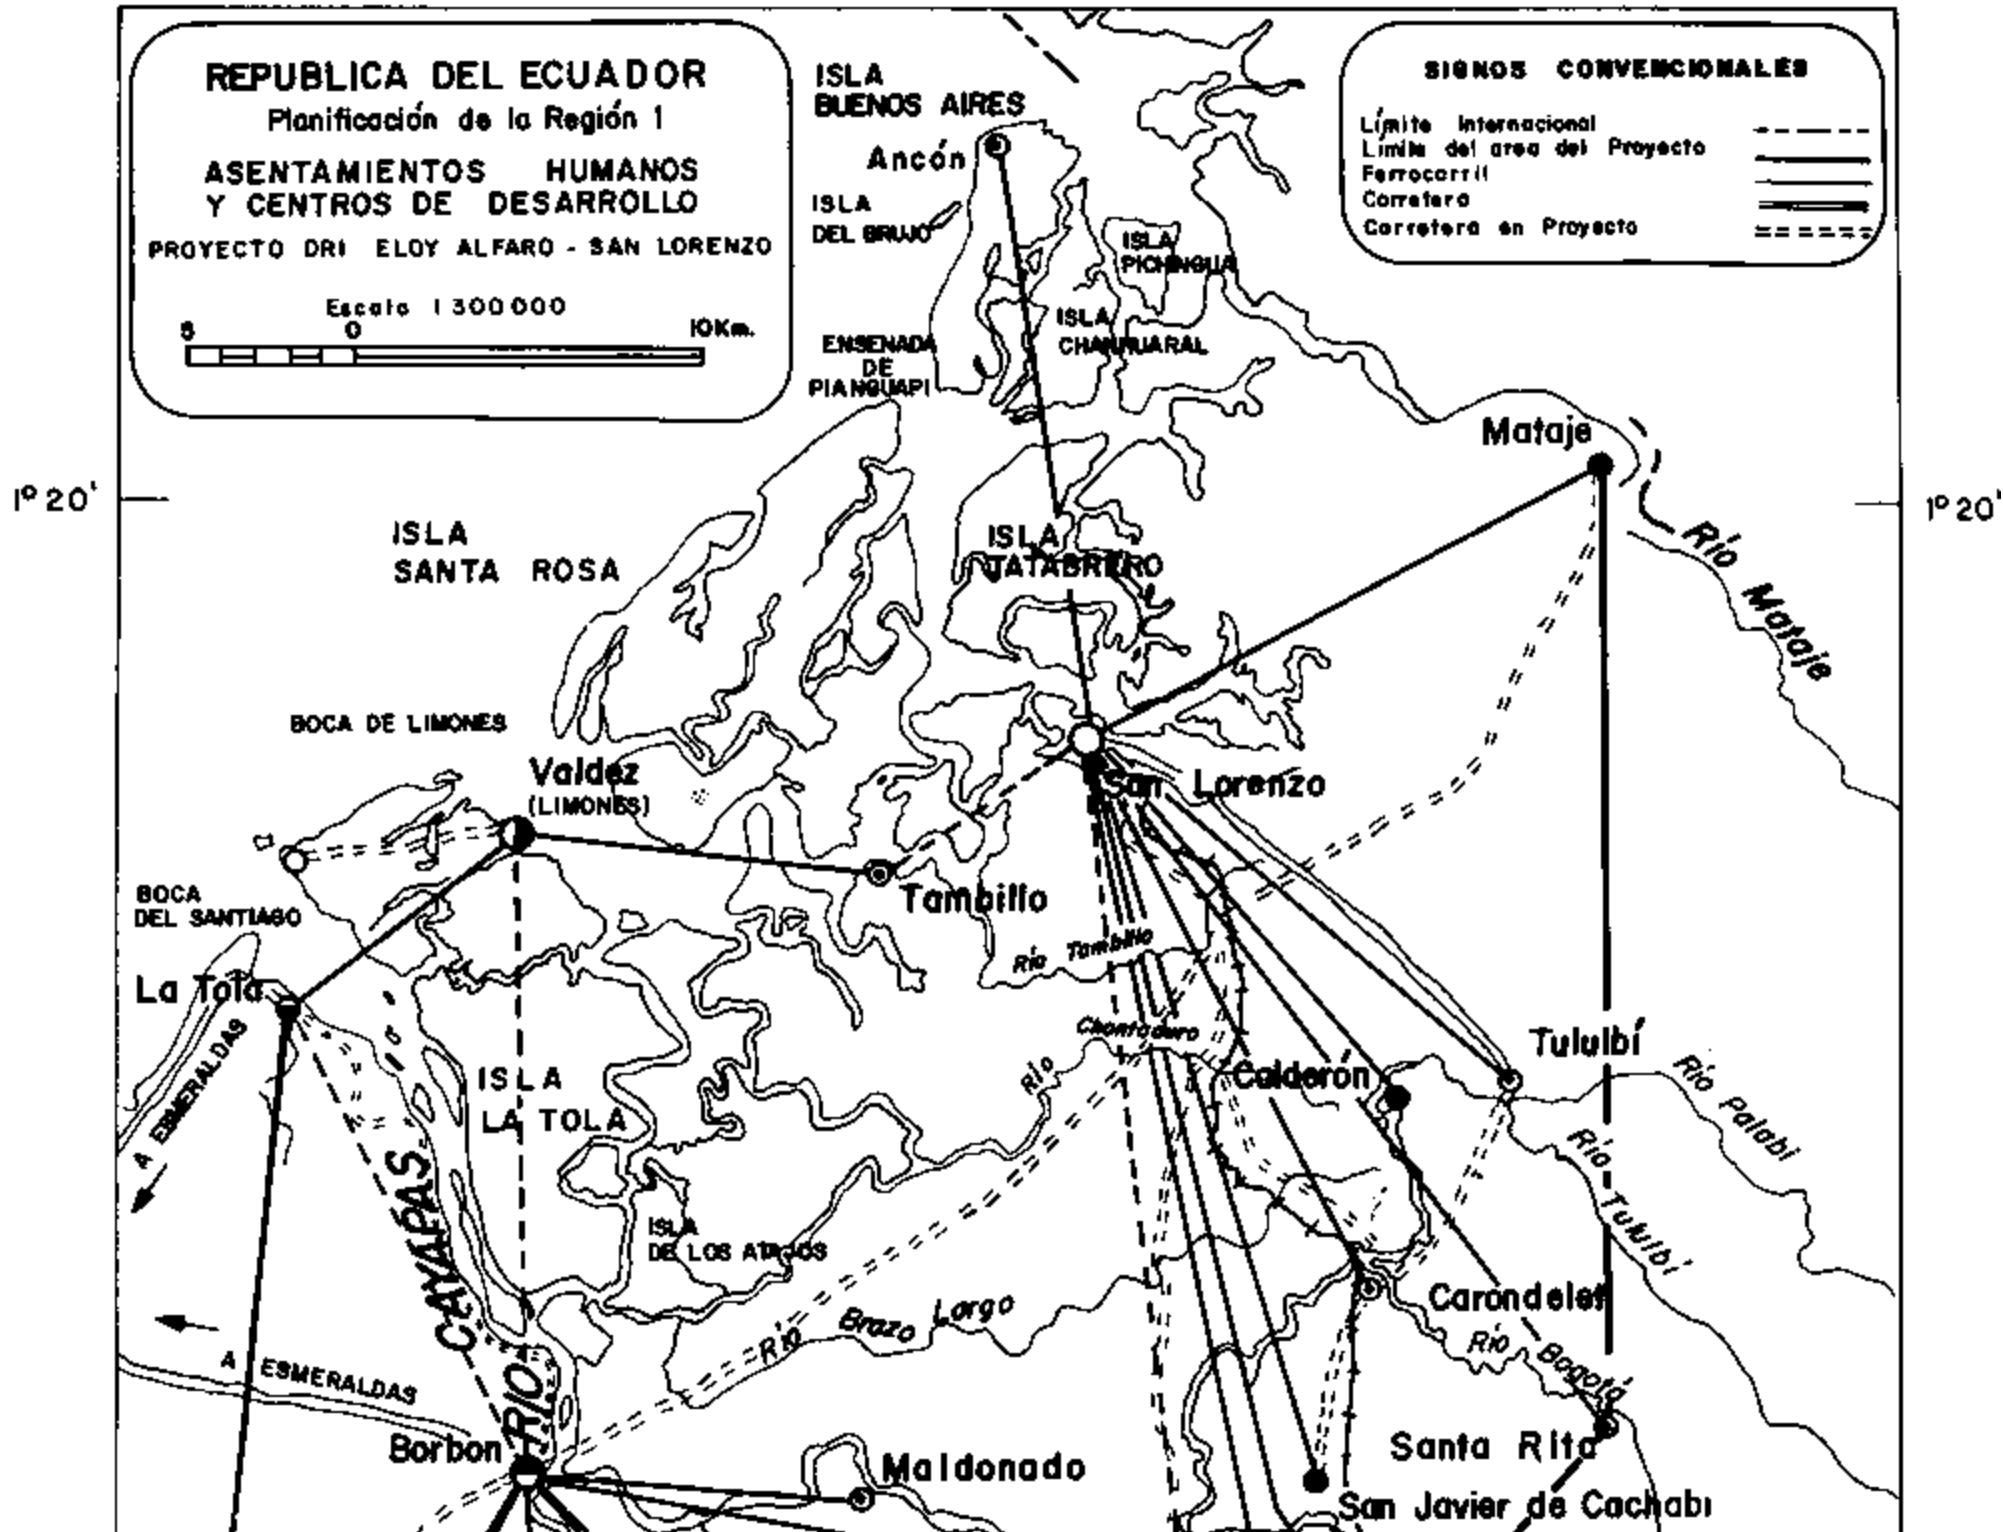 REPUBLICA DEL ECUADOR
Planificación de la Región 1
ASENTAMIENTOS HUMANOS
Y CENTROS DE DESARROLLO
PROYECTO DRI ELOY ALFARO - SAN LORENZO
Escala 1 300 000
5 0 10Km.
SIGNOS CONVENCIONALES
Límite Internacional
Límite del area del Proyecto
Ferrocarril
Carretera
Carretera en Proyecto
ISLA
BUENOS AIRES
Ancón
ISLA
DEL BRUJO
ISLA
PICHINGUA
ISLA
CHANHUARAL
ENSENADA
DE
PIANGUAPI
Mataje
1° 20'
1° 20'
ISLA
SANTA ROSA
ISLA
TATABRERO
Río Mataje
BOCA DE LIMONES
Valdez
(LIMONES)
San Lorenzo
BOCA
DEL SANTIAGO
Tambillo
Río Tambillo
La Tola
A ESMERALDAS
Río Chontaduro
Tululbí
ISLA
LA TOLA
Calderón
Río Palabí
Río Tululbí
RIO CAYAPAS
ISLA
DE LOS ATAJOS
Carondelet
Río Brazo Largo
Río Bogotá
A ESMERALDAS
Borbon
Maldonado
Santa Rita
San Javier de Cachabi